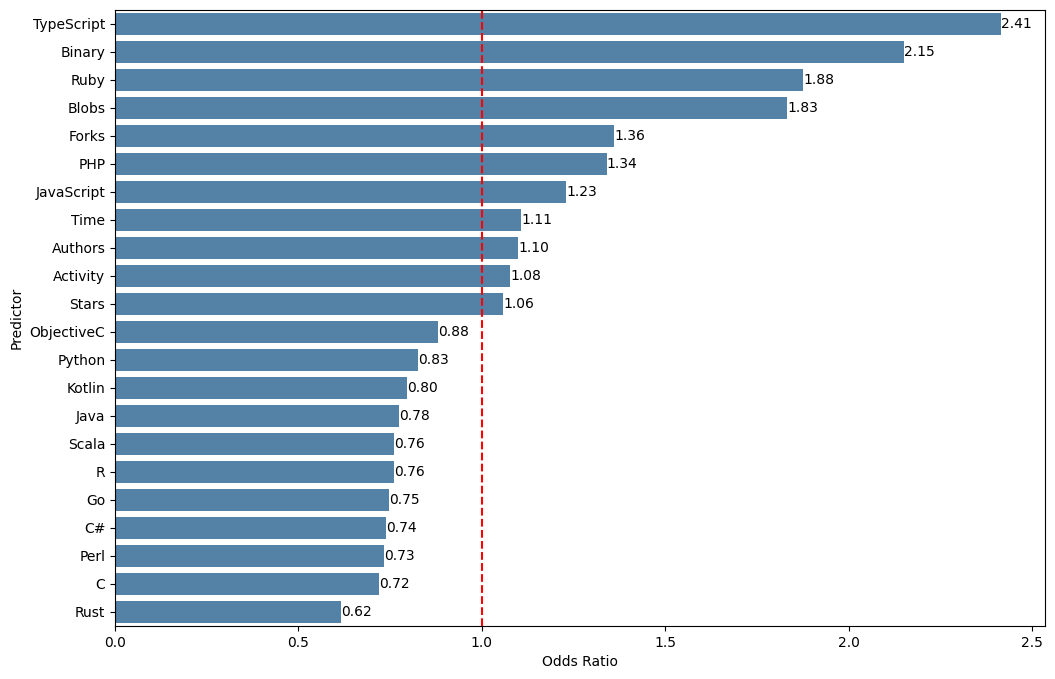 TypeScript 2.41
Binary 2.15
Ruby 1.88
Blobs 1.83
Forks 1.36
PHP 1.34
JavaScript 1.23
Time 1.11
Authors 1.10
Activity 1.08
Stars 1.06
ObjectiveC 0.88
Python 0.83
Kotlin 0.80
Java 0.78
Scala 0.76
R 0.76
Go 0.75
C# 0.74
Perl 0.73
C 0.72
Rust 0.62
Predictor
0.0 0.5 1.0 1.5 2.0 2.5
Odds Ratio